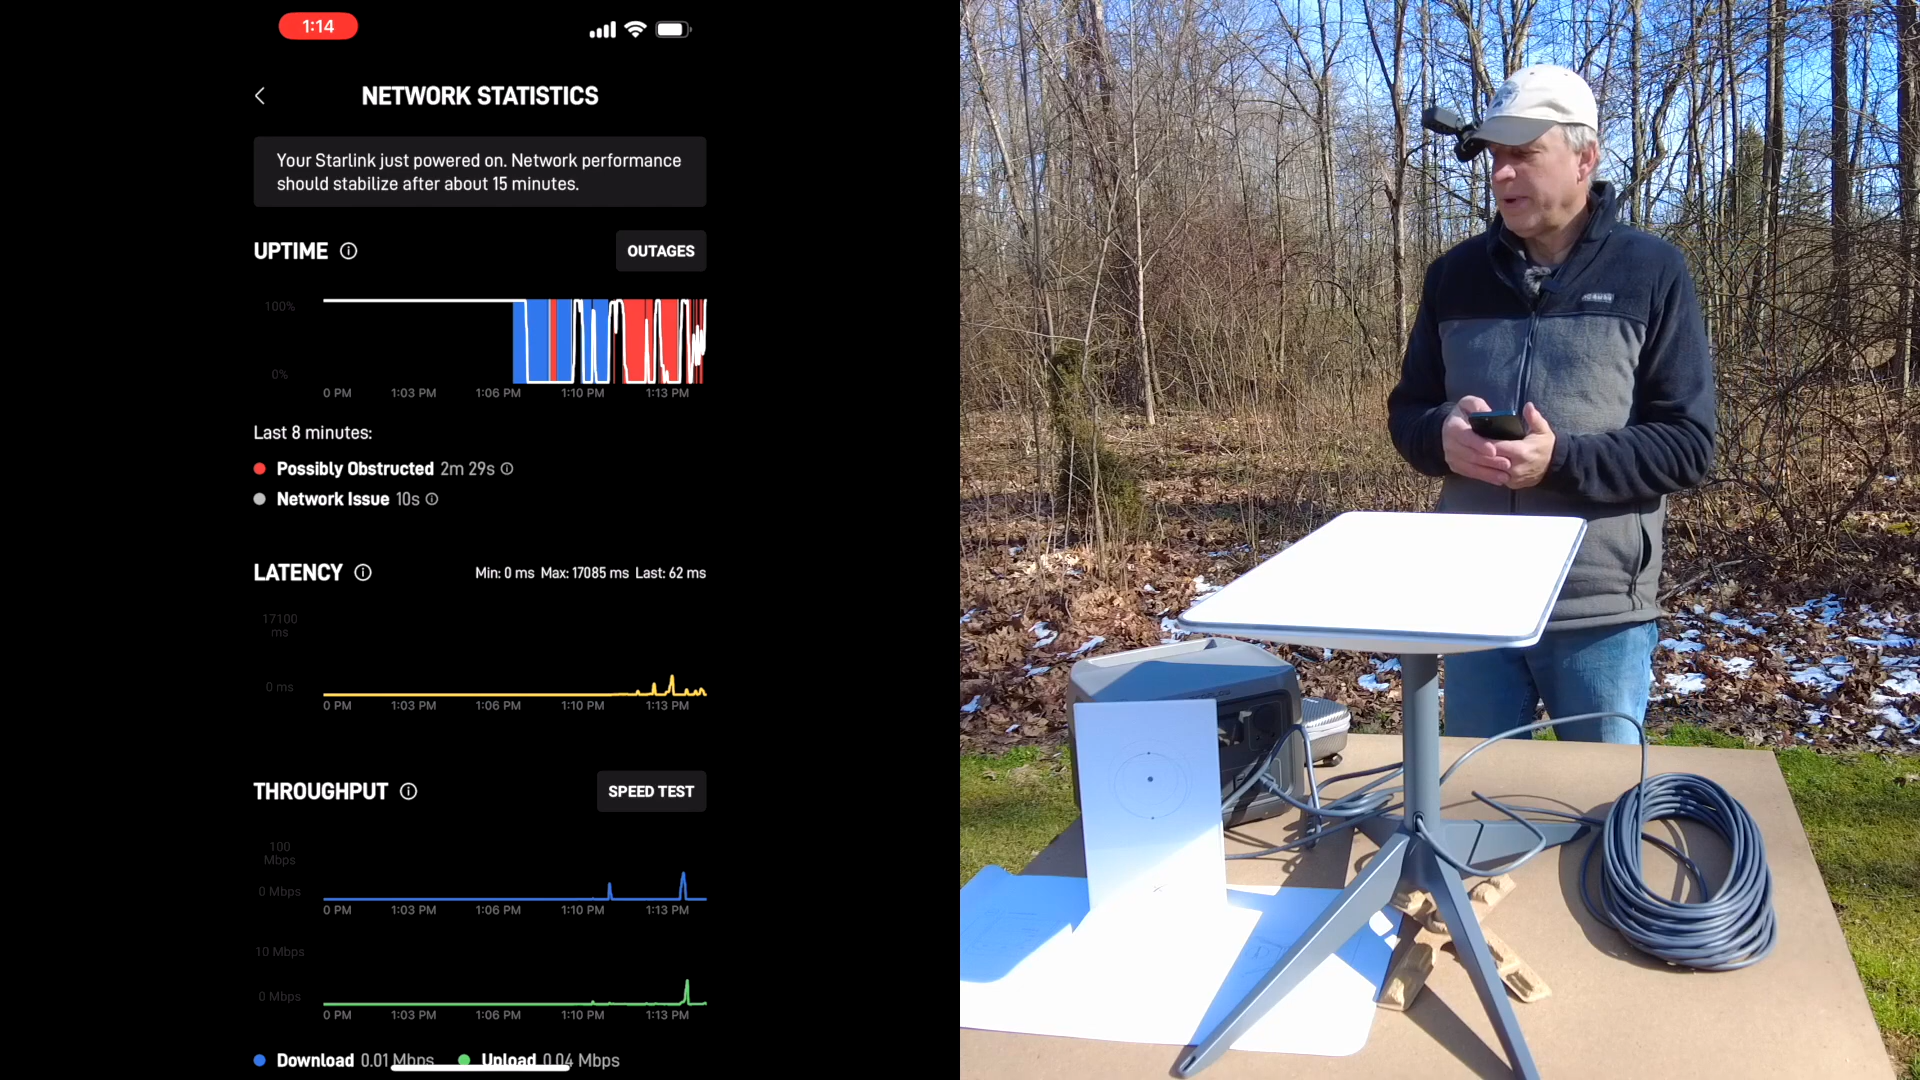 1:14
NETWORK STATISTICS
Your Starlink just powered on. Network performance
should stabilize after about 15 minutes.
UPTIME
OUTAGES
100%
0%
0 PM 1:03 PM 1:06 PM 1:10 PM 1:13 PM
Last 8 minutes:
Possibly Obstructed 2m 29s
Network Issue 10s
LATENCY
Min: 0 ms Max: 17085 ms Last: 62 ms
17100
ms
0 ms
0 PM 1:03 PM 1:06 PM 1:10 PM 1:13 PM
THROUGHPUT
SPEED TEST
100
Mbps
0 Mbps
0 PM 1:03 PM 1:06 PM 1:10 PM 1:13 PM
10 Mbps
0 Mbps
0 PM 1:03 PM 1:06 PM 1:10 PM 1:13 PM
Download 0.01 Mbps Upload 0.04 Mbps